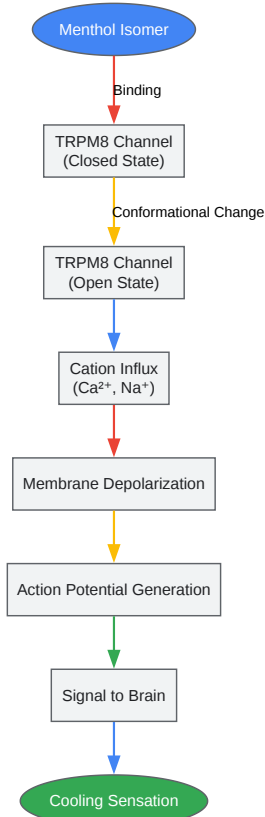 Menthol Isomer
Binding
TRPM8 Channel
(Closed State)
Conformational Change
TRPM8 Channel
(Open State)
Cation Influx
(Ca²⁺, Na⁺)
Membrane Depolarization
Action Potential Generation
Signal to Brain
Cooling Sensation